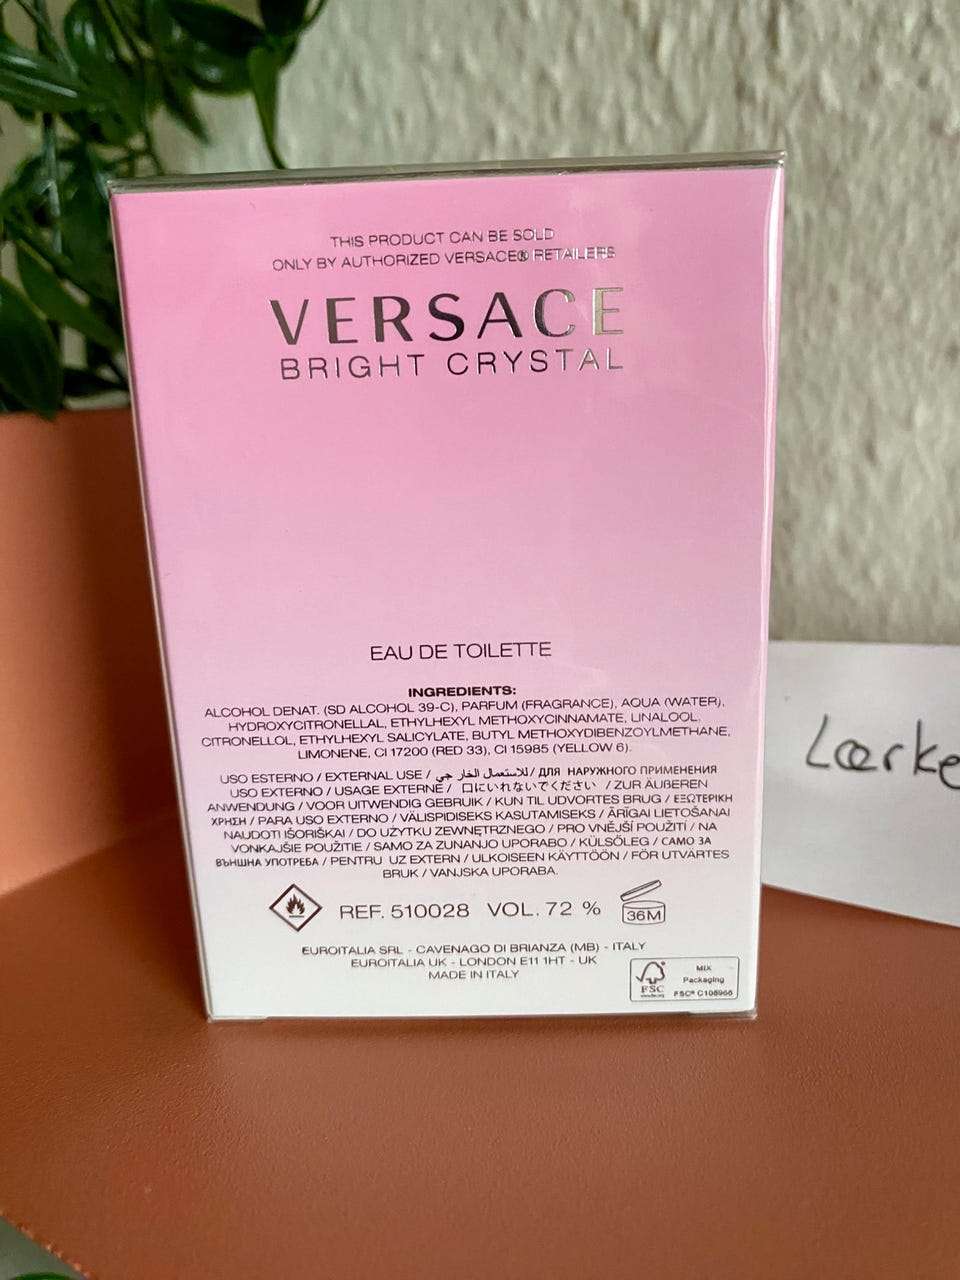 THIS PRODUCT CAN BE SOLD
ONLY BY AUTHORIZED VERSACE® RETAILERS
VERSACE
BRIGHT CRYSTAL
EAU DE TOILETTE
INGREDIENTS:
ALCOHOL DENAT. (SD ALCOHOL 39-C), PARFUM (FRAGRANCE), AQUA (WATER),
HYDROXYCITRONELLAL, ETHYLHEXYL METHOXYCINNAMATE, LINALOOL,
CITRONELLOL, ETHYLHEXYL SALICYLATE, BUTYL METHOXYDIBENZOYLMETHANE,
LIMONENE, CI 17200 (RED 33), CI 15985 (YELLOW 6).
USO ESTERNO / EXTERNAL USE / للاستعمال الخار جي / ДЛЯ НАРУЖНОГО ПРИМЕНЕНИЯ
USO EXTERNO / USAGE EXTERNE / 口にいれないでください / ZUR ÄUßEREN
ANWENDUNG / VOOR UITWENDIG GEBRUIK / KUN TIL UDVORTES BRUG / ΕΞΩΤΕΡΙΚΗ
ΧΡΗΣΗ / PARA USO EXTERNO / VÄLISPIDISEKS KASUTAMISEKS / ĀRĪGAI LIETOŠANAI
NAUDOTI IŠORIŠKAI / DO UŻYTKU ZEWNĘTRZNEGO / PRO VNĚJŠÍ POUŽITÍ / NA
VONKAJŠIE POUŽITIE / SAMO ZA ZUNANJO UPORABO / KÜLSŐLEG / САМО ЗА
ВЪНШНА УПОТРЕБА / PENTRU UZ EXTERN / ULKOISEEN KÄYTTÖÖN / FÖR UTVÄRTES
BRUK / VANJSKA UPORABA.
REF. 510028 VOL. 72 % 36M
EUROITALIA SRL - CAVENAGO DI BRIANZA (MB) - ITALY
EUROITALIA UK - LONDON E11 1HT - UK
MADE IN ITALY
FSC
MIX
Packaging
FSC® C108966
Lærke